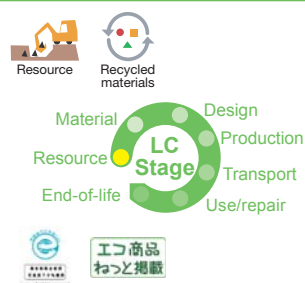 Resource
Recycled
materials
Material
Design
LC
Stage
Production
Resource
Transport
End-of-life
Use/repair
エコ商品
ねっと掲載